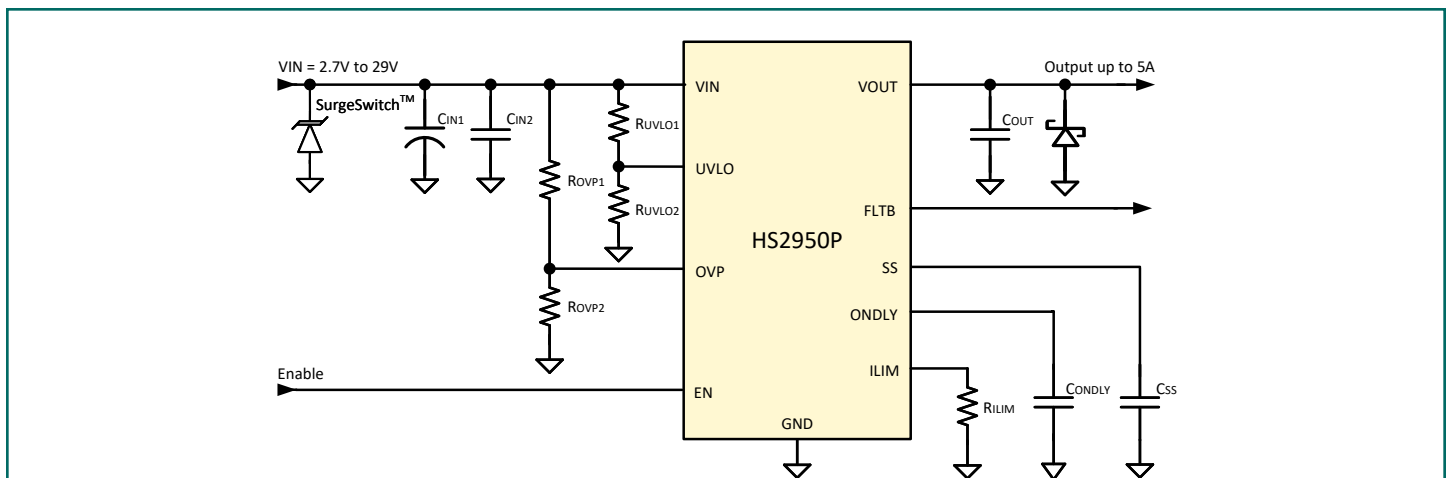 VIN = 2.7V to 29V
SurgeSwitch™
CIN1
CIN2
ROVP1
ROVP2
RUVLO1
RUVLO2
Enable
VIN
UVLO
OVP
EN
HS2950P
GND
VOUT
FLTB
SS
ONDLY
ILIM
Output up to 5A
COUT
RILIM
CONDLY
CSS